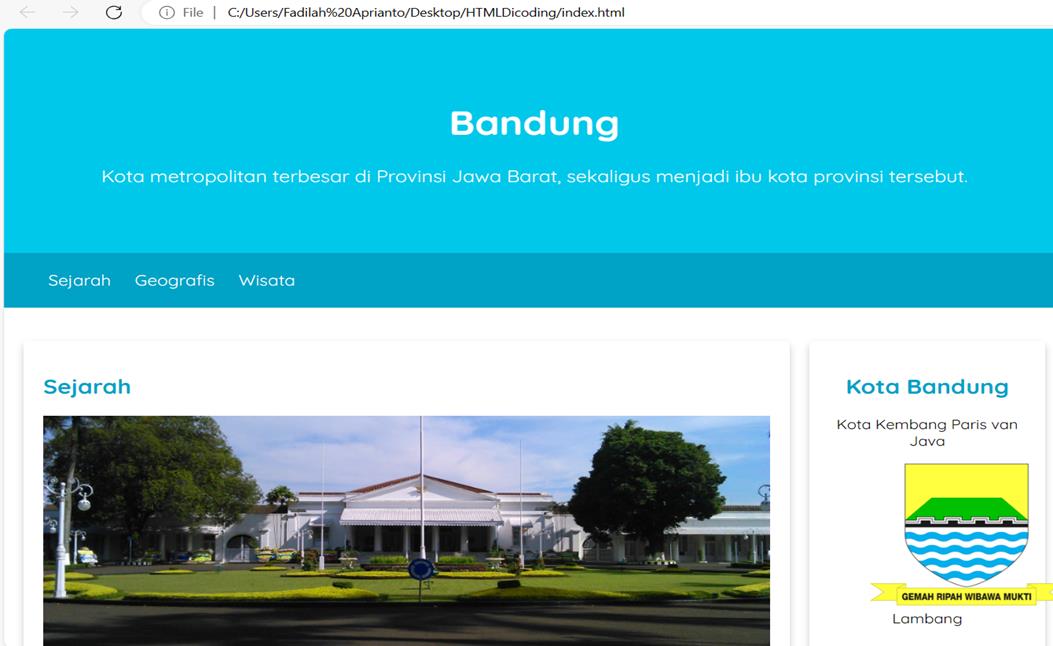 File | C:/Users/Fadilah%20Aprianto/Desktop/HTMLDicoding/index.html
Bandung
Kota metropolitan terbesar di Provinsi Jawa Barat, sekaligus menjadi ibu kota provinsi tersebut.
Sejarah Geografis Wisata
Sejarah
Kota Bandung
Kota Kembang Paris van
Java
GEMAH RIPAH WIBAWA MUKTI
Lambang